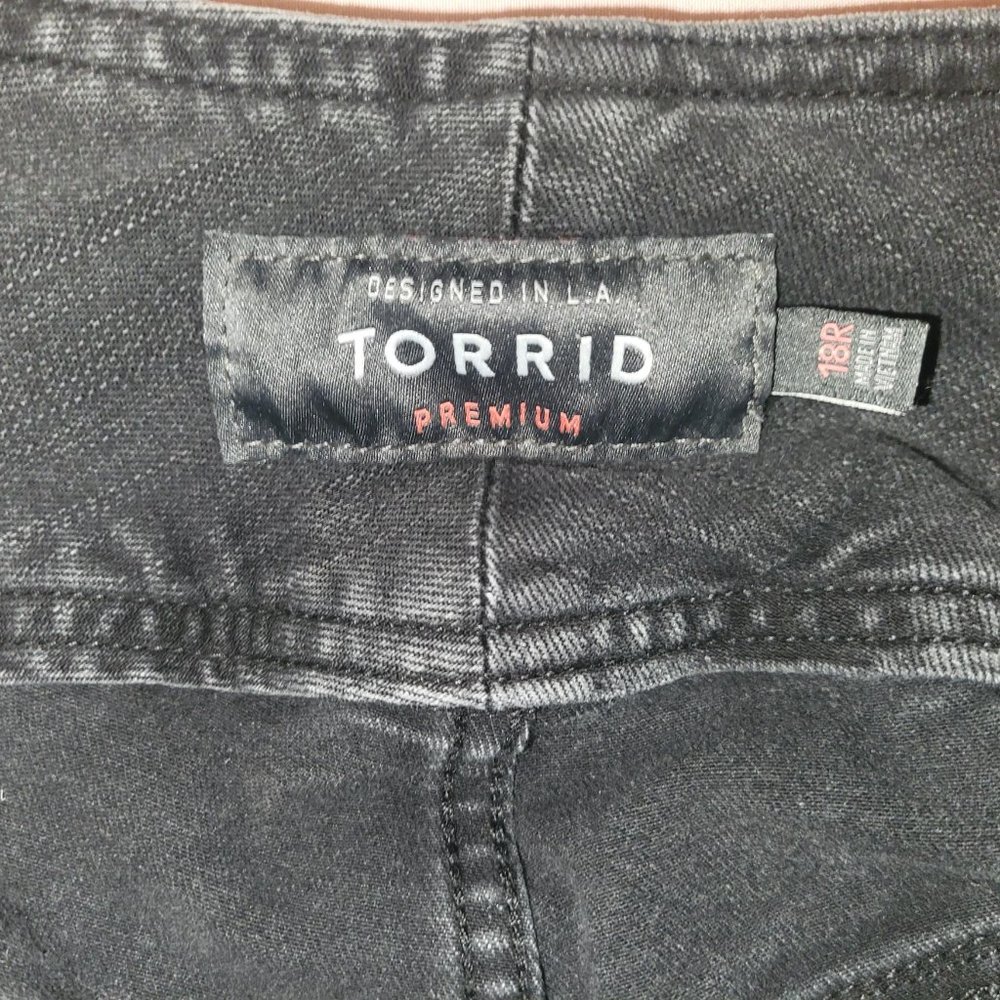 DESIGNED IN L.A.
TORRID
PREMIUM
18R
MADE IN
VIETNAM